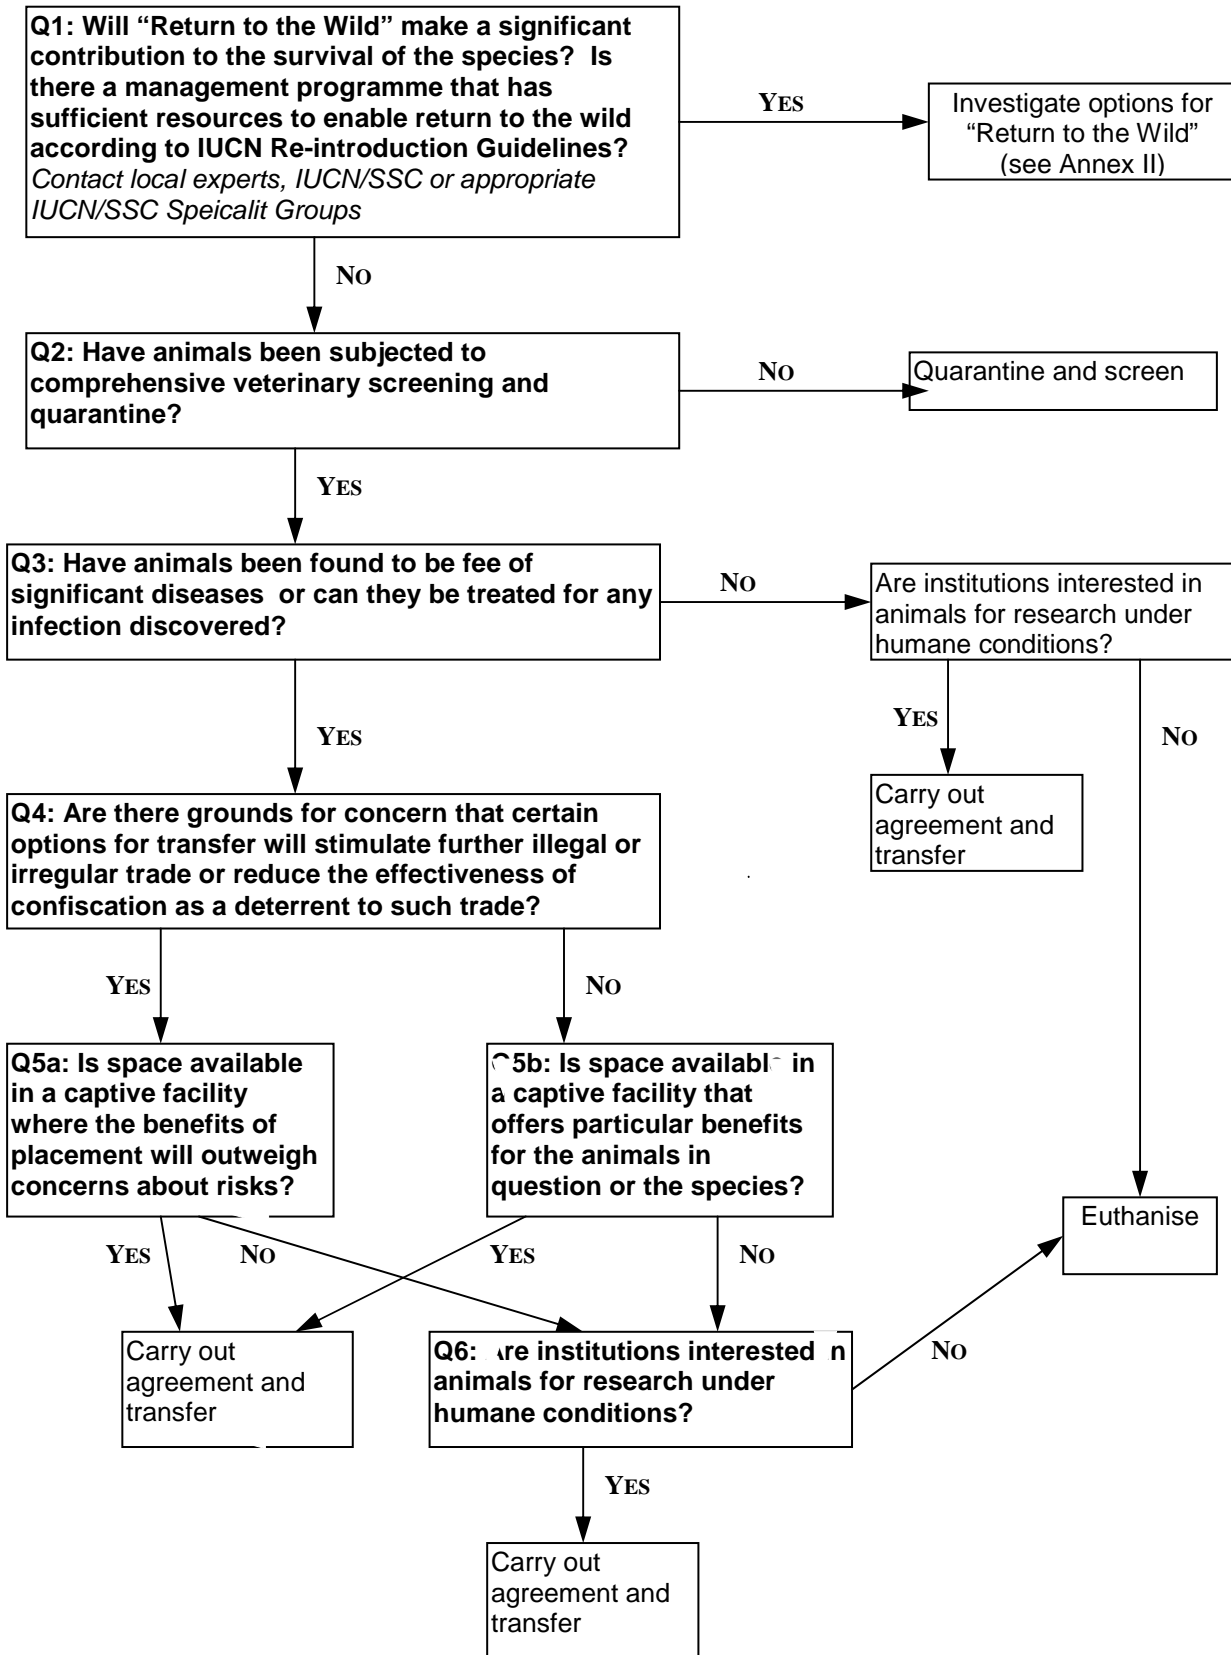 Q1: Will “Return to the Wild” make a significant
contribution to the survival of the species?  Is
there a management programme that has
sufficient resources to enable return to the wild
according to IUCN Re-introduction Guidelines?
Contact local experts, IUCN/SSC or appropriate
IUCN/SSC Speicalit Groups
YES
Investigate options for
“Return to the Wild”
(see Annex II)
NO
Q2: Have animals been subjected to
comprehensive veterinary screening and
quarantine?
NO
Quarantine and screen
YES
Q3: Have animals been found to be fee of
significant diseases  or can they be treated for any
infection discovered?
NO
Are institutions interested in
animals for research under
humane conditions?
YES
YES
NO
Carry out
agreement and
transfer
Q4: Are there grounds for concern that certain
options for transfer will stimulate further illegal or
irregular trade or reduce the effectiveness of
confiscation as a deterrent to such trade?
YES
NO
Q5a: Is space available
in a captive facility
where the benefits of
placement will outweigh
concerns about risks?
Q5b: Is space available in
a captive facility that
offers particular benefits
for the animals in
question or the species?
Euthanise
YES
NO
YES
NO
Carry out
agreement and
transfer
Q6: Are institutions interested in
animals for research under
humane conditions?
NO
YES
Carry out
agreement and
transfer